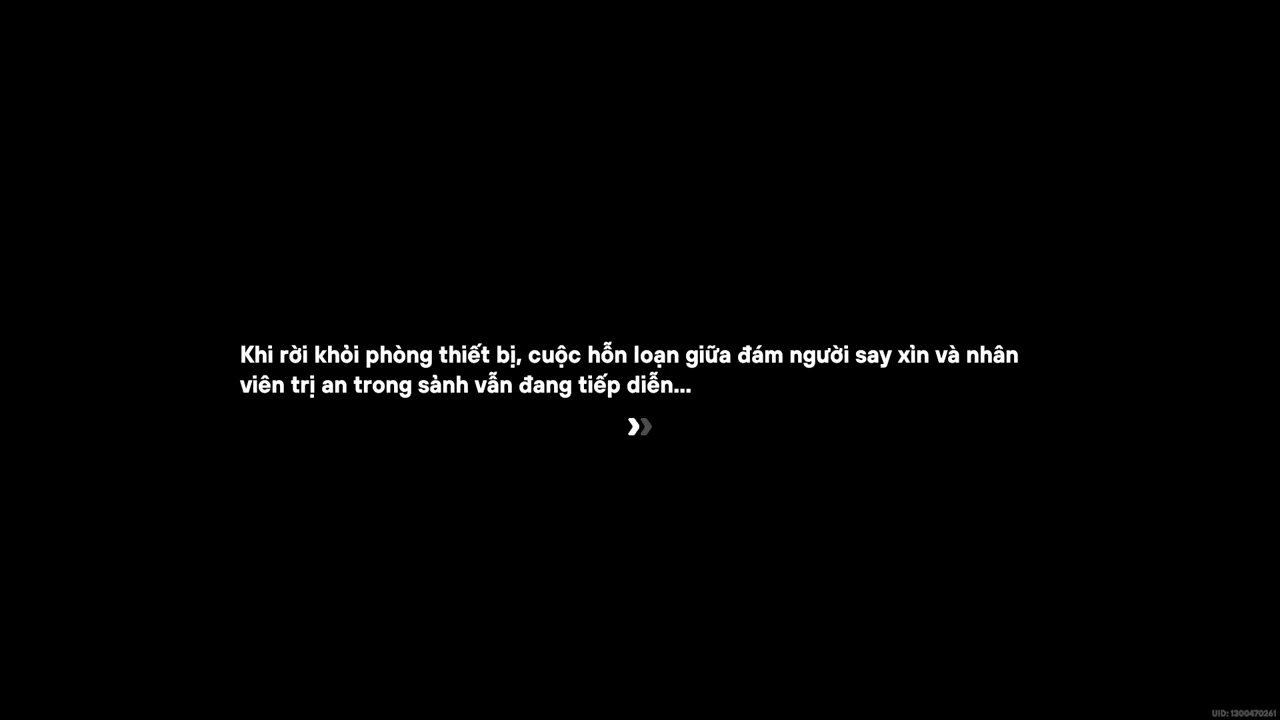 Khi rời khỏi phòng thiết bị, cuộc hỗn loạn giữa đám người say xỉn và nhân
viên trị an trong sảnh vẫn đang tiếp diễn...
UID: 1300470261